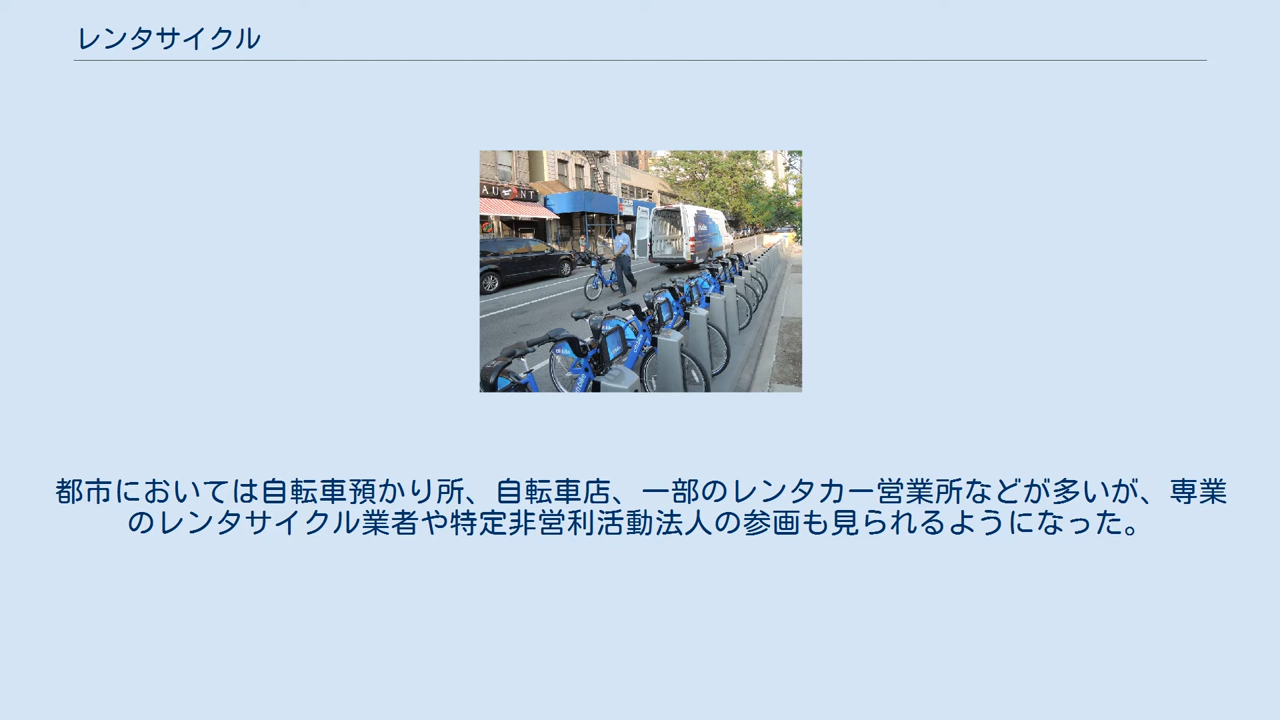 レンタサイクル
都市においては自転車預かり所、自転車店、一部のレンタカー営業所などが多いが、専業
のレンタサイクル業者や特定非営利活動法人の参画も見られるようになった。